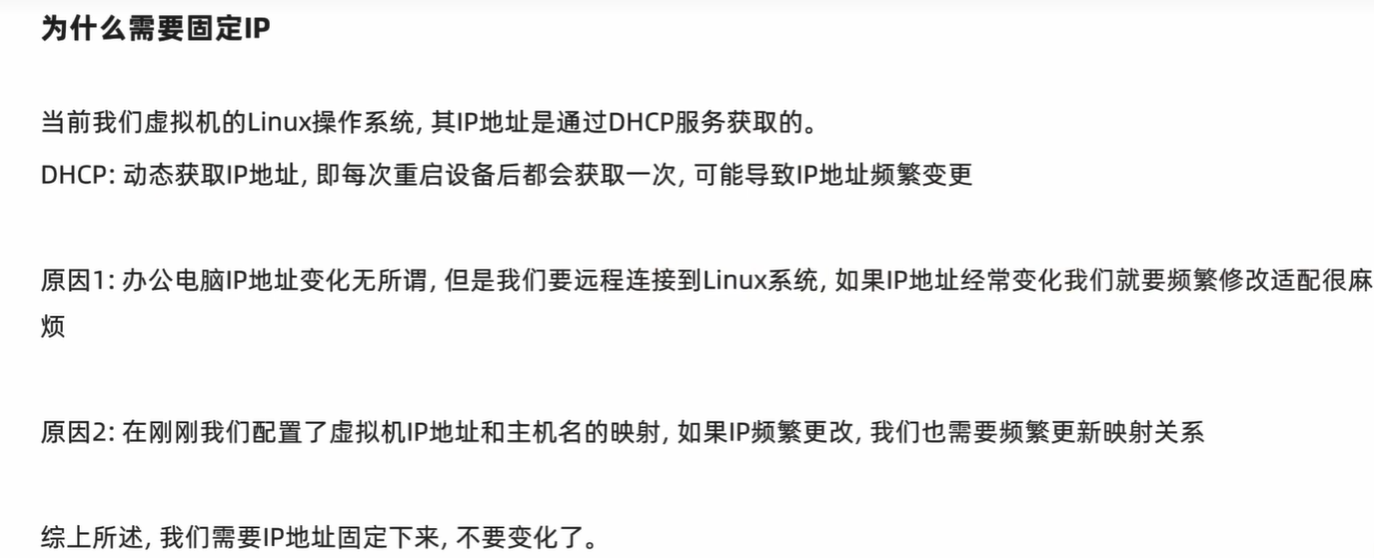 为什么需要固定IP
当前我们虚拟机的Linux操作系统, 其IP地址是通过DHCP服务获取的。
DHCP: 动态获取IP地址, 即每次重启设备后都会获取一次, 可能导致IP地址频繁变更
原因1: 办公电脑IP地址变化无所谓, 但是我们要远程连接到Linux系统, 如果IP地址经常变化我们就要频繁修改适配很麻
烦
原因2: 在刚刚我们配置了虚拟机IP地址和主机名的映射, 如果IP频繁更改, 我们也需要频繁更新映射关系
综上所述, 我们需要IP地址固定下来, 不要变化了。